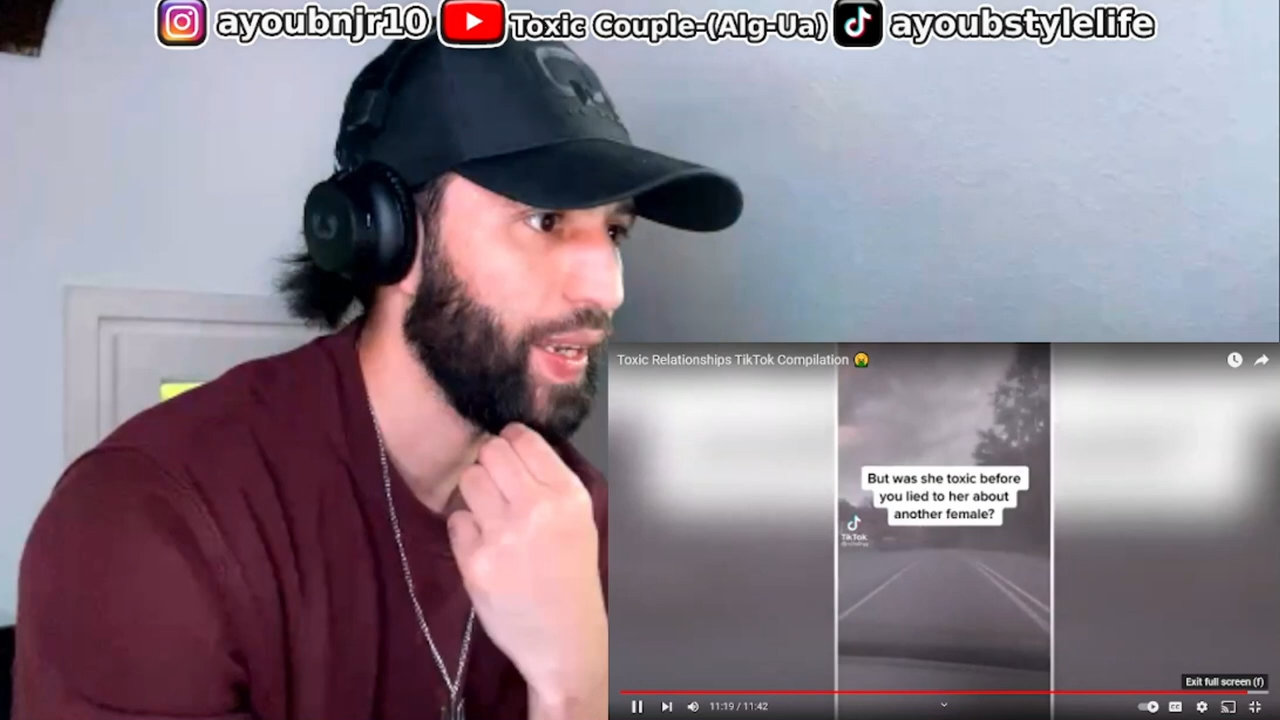 ayoubnjr10
Toxic Couple-(Alg-Ua)
ayoubstylelife
Toxic Relationships TikTok Compilation 🤮
But was she toxic before
you lied to her about
another female?
TikTok
Exit full screen (f)
11:19 / 11:42
CC